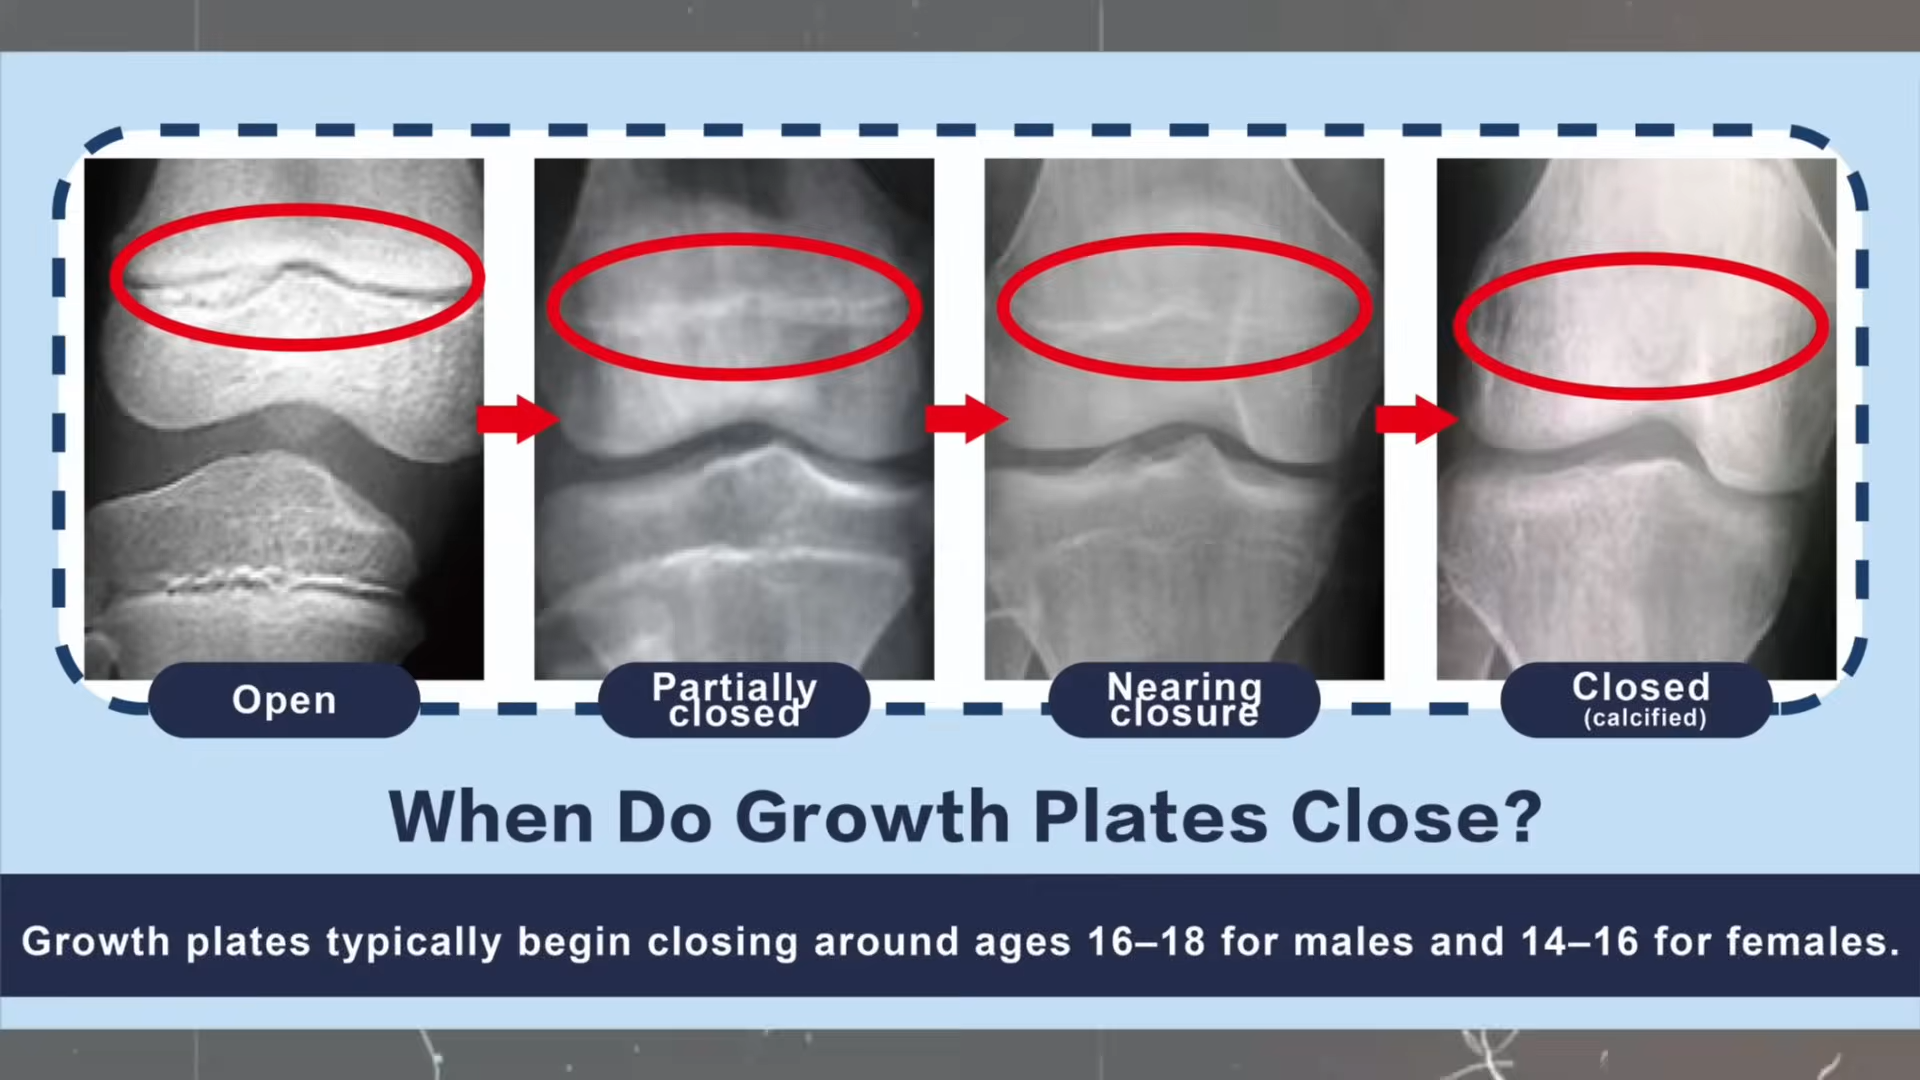 Open
Partially
closed
Nearing
closure
Closed
(calcified)
When Do Growth Plates Close?
Growth plates typically begin closing around ages 16–18 for males and 14–16 for females.